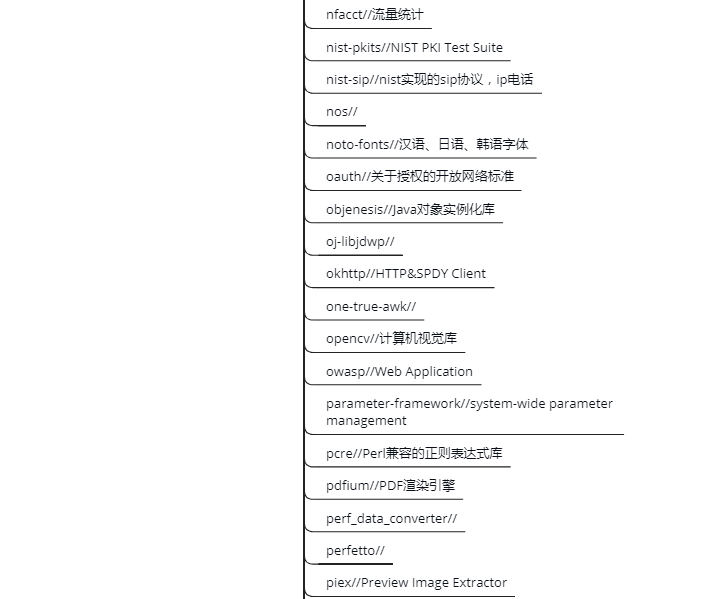 nfacct//流量统计
nist-pkits//NIST PKI Test Suite
nist-sip//nist实现的sip协议，ip电话
nos//
noto-fonts//汉语、日语、韩语字体
oauth//关于授权的开放网络标准
objenesis//Java对象实例化库
oj-libjdwp//
okhttp//HTTP&SPDY Client
one-true-awk//
opencv//计算机视觉库
owasp//Web Application
parameter-framework//system-wide parameter
management
pcre//Perl兼容的正则表达式库
pdfium//PDF渲染引擎
perf_data_converter//
perfetto//
piex//Preview Image Extractor